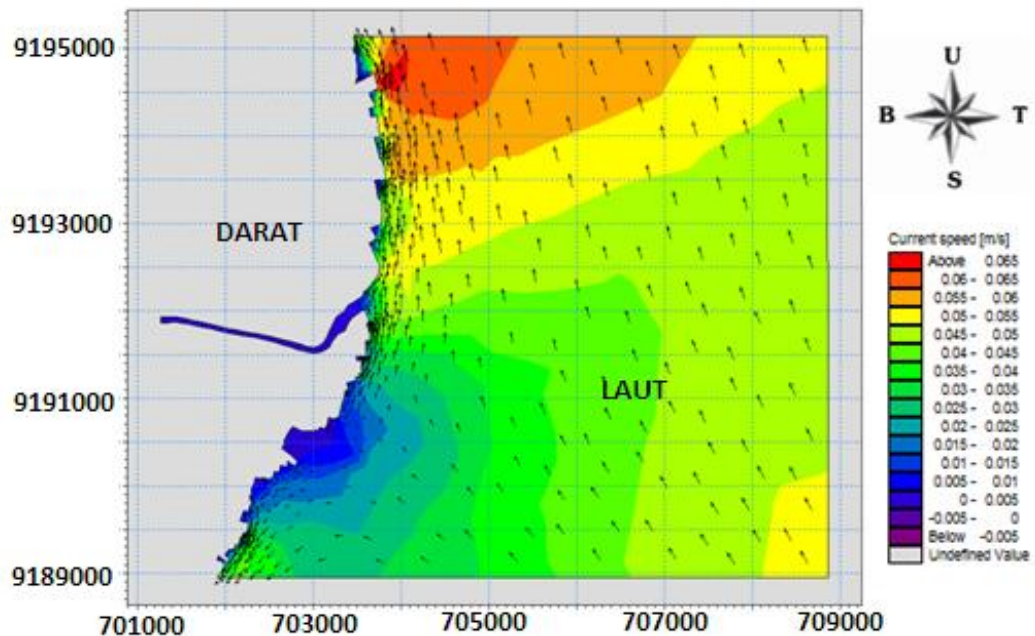 9195000
9193000
9191000
9189000
701000 703000 705000 707000 709000
DARAT
LAUT
U
B T
S
Current speed [m/s]
Above 0.065
0.06 - 0.065
0.055 - 0.06
0.05 - 0.055
0.045 - 0.05
0.04 - 0.045
0.035 - 0.04
0.03 - 0.035
0.025 - 0.03
0.02 - 0.025
0.015 - 0.02
0.01 - 0.015
0.005 - 0.01
0 - 0.005
-0.005 - 0
Below -0.005
Undefined Value